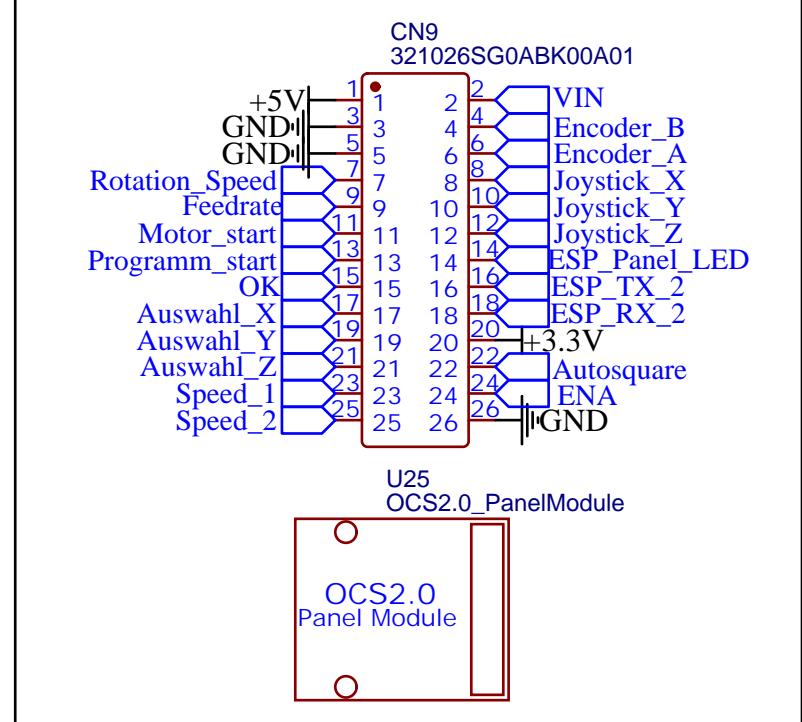 CN9
321026SG0ABK00A01
+5V 1 1 2 2 VIN
GND 3 3 4 4 Encoder_B
GND 5 5 6 6 Encoder_A
Rotation_Speed 7 7 8 8 Joystick_X
Feedrate 9 9 10 10 Joystick_Y
Motor_start 11 11 12 12 Joystick_Z
Programm_start 13 13 14 14 ESP_Panel_LED
OK 15 15 16 16 ESP_TX_2
Auswahl_X 17 17 18 18 ESP_RX_2
Auswahl_Y 19 19 20 20 +3.3V
Auswahl_Z 21 21 22 22 Autosquare
Speed_1 23 23 24 24 ENA
Speed_2 25 25 26 26 GND
U25
OCS2.0_PanelModule
OCS2.0
Panel Module